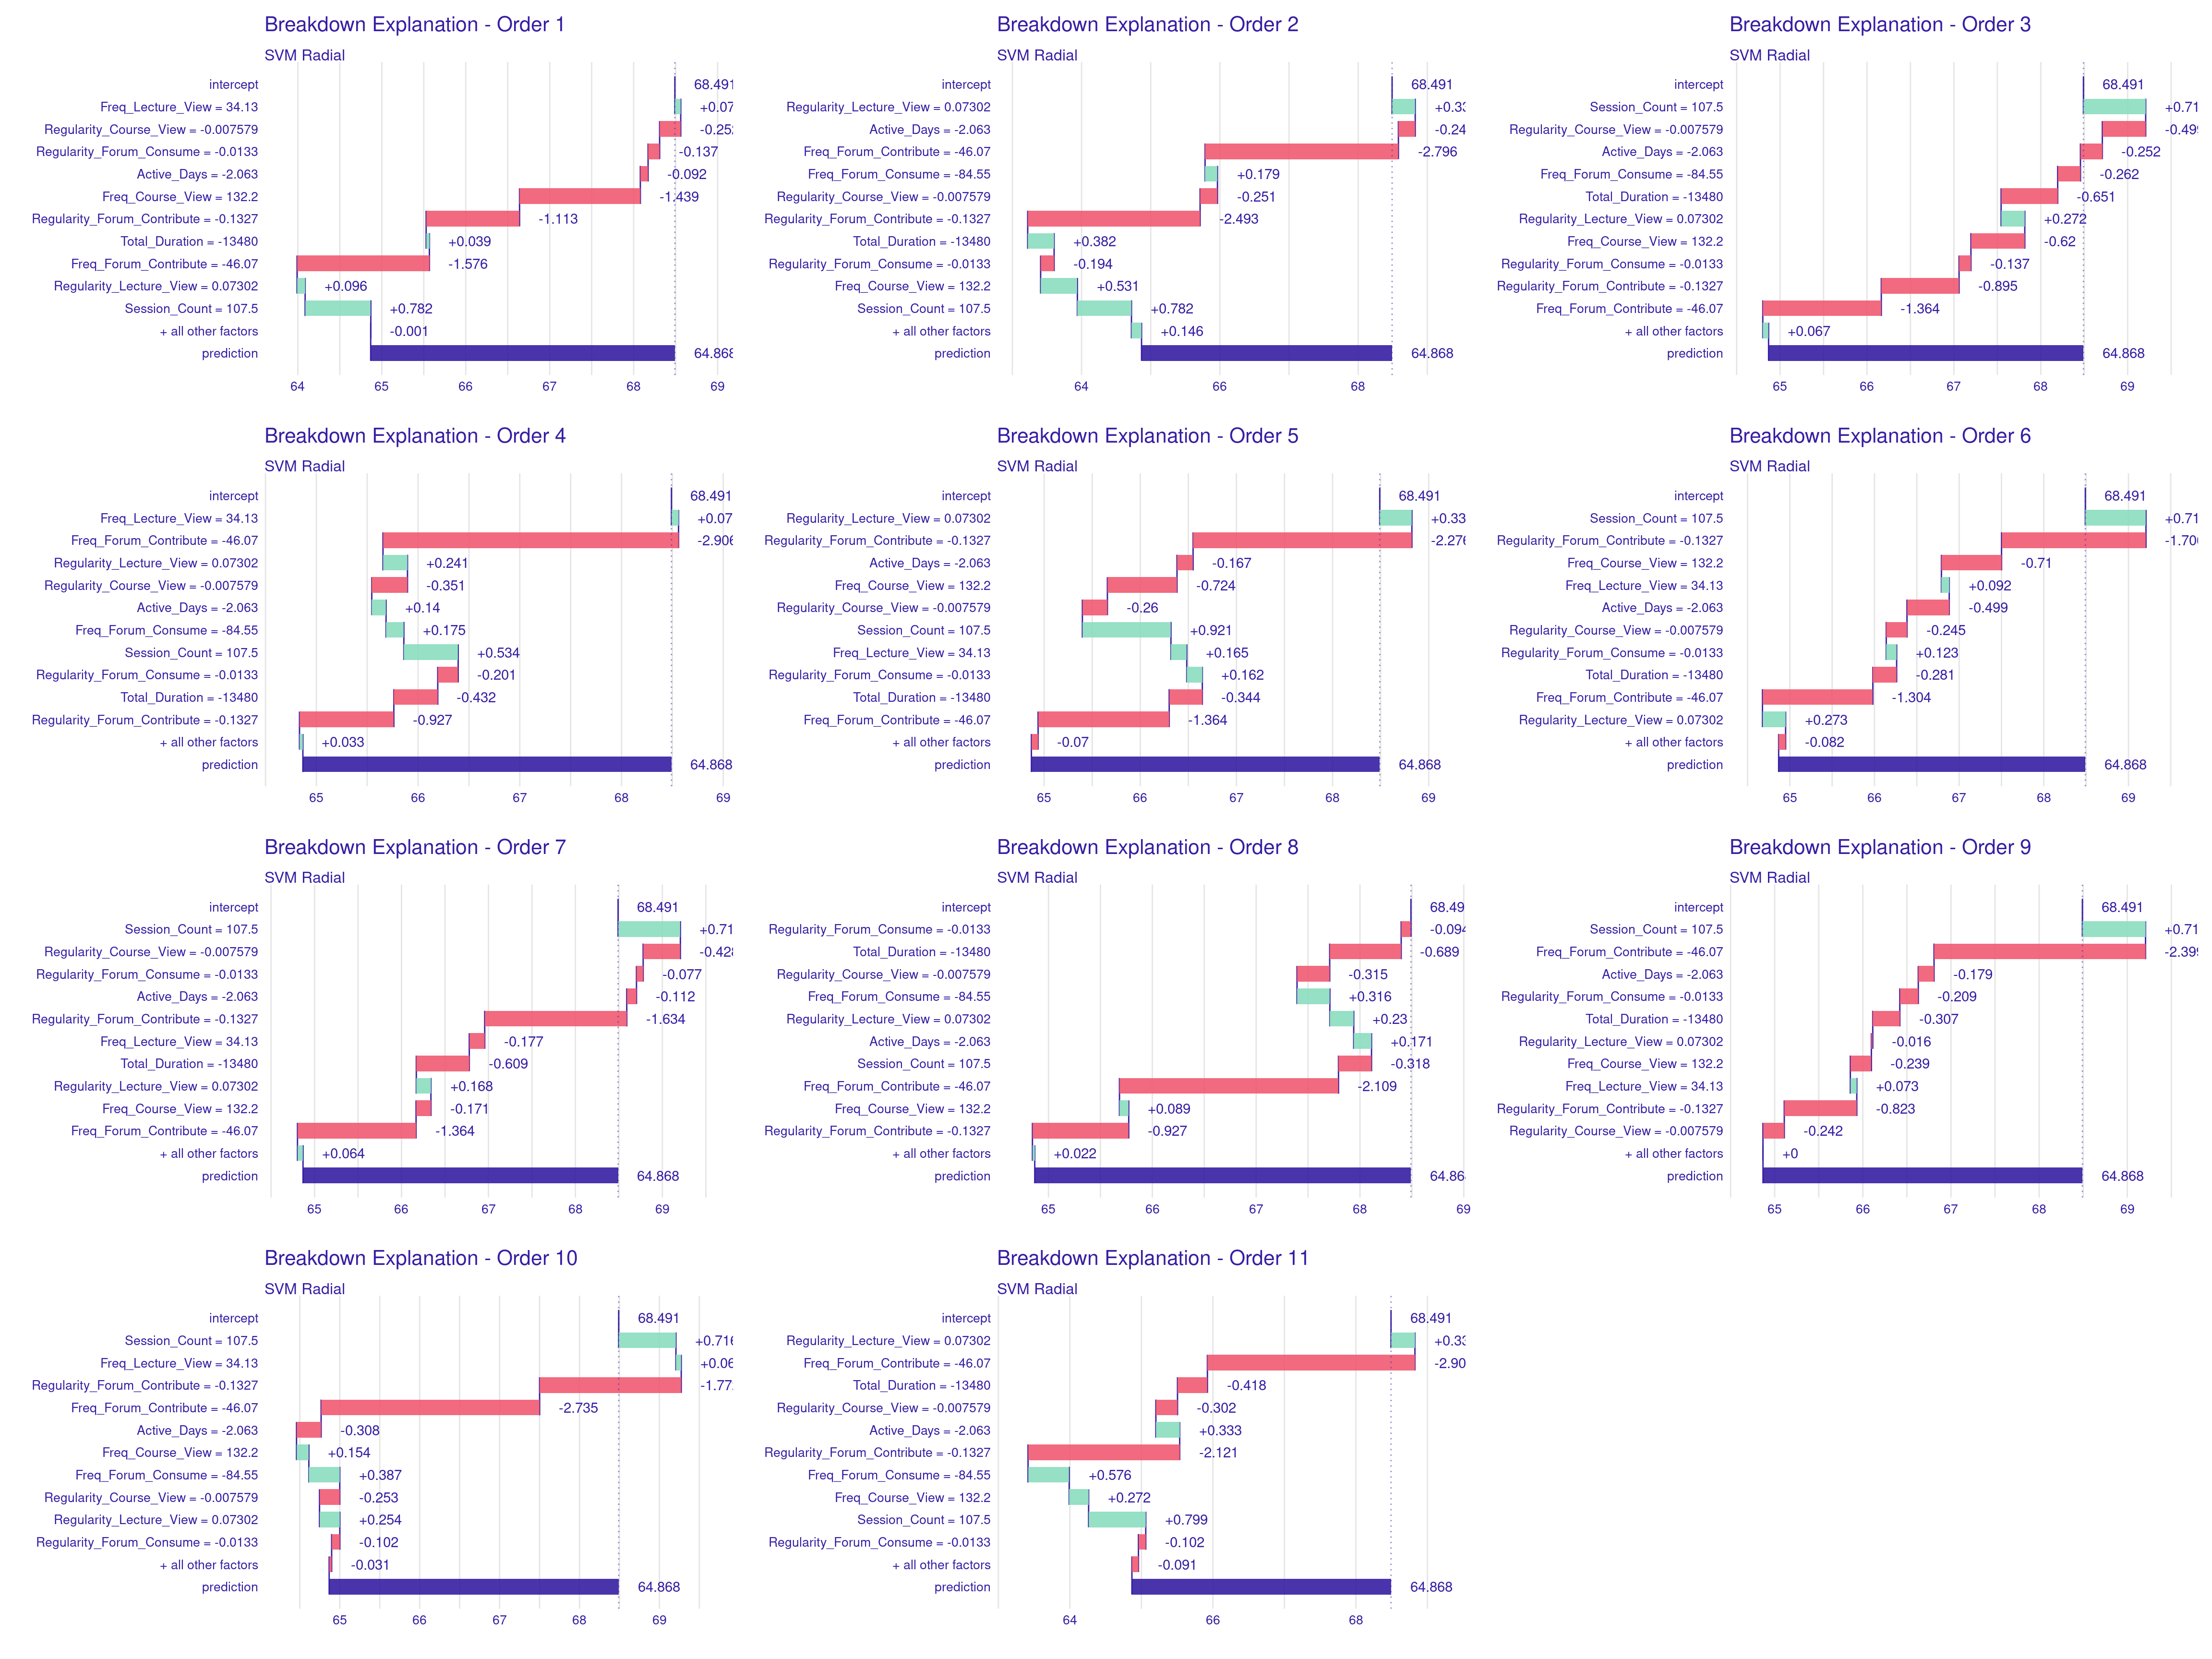 Breakdown Explanation - Order 1
SVM Radial
intercept 68.491
Freq_Lecture_View = 34.13 +0.07
Regularity_Course_View = -0.007579 -0.252
Regularity_Forum_Consume = -0.0133 -0.137
Active_Days = -2.063 -0.092
Freq_Course_View = 132.2 -1.439
Regularity_Forum_Contribute = -0.1327 -1.113
Total_Duration = -13480 +0.039
Freq_Forum_Contribute = -46.07 -1.576
Regularity_Lecture_View = 0.07302 +0.096
Session_Count = 107.5 +0.782
+ all other factors -0.001
prediction 64.868
64 65 66 67 68 69
Breakdown Explanation - Order 2
SVM Radial
intercept 68.491
Regularity_Lecture_View = 0.07302 +0.33
Active_Days = -2.063 -0.24
Freq_Forum_Contribute = -46.07 -2.796
Freq_Forum_Consume = -84.55 +0.179
Regularity_Course_View = -0.007579 -0.251
Regularity_Forum_Contribute = -0.1327 -2.493
Total_Duration = -13480 +0.382
Regularity_Forum_Consume = -0.0133 -0.194
Freq_Course_View = 132.2 +0.531
Session_Count = 107.5 +0.782
+ all other factors +0.146
prediction 64.868
64 66 68
Breakdown Explanation - Order 3
SVM Radial
intercept 68.491
Session_Count = 107.5 +0.71
Regularity_Course_View = -0.007579 -0.499
Active_Days = -2.063 -0.252
Freq_Forum_Consume = -84.55 -0.262
Total_Duration = -13480 -0.651
Regularity_Lecture_View = 0.07302 +0.272
Freq_Course_View = 132.2 -0.62
Regularity_Forum_Consume = -0.0133 -0.137
Regularity_Forum_Contribute = -0.1327 -0.895
Freq_Forum_Contribute = -46.07 -1.364
+ all other factors +0.067
prediction 64.868
65 66 67 68 69
Breakdown Explanation - Order 4
SVM Radial
intercept 68.491
Freq_Lecture_View = 34.13 +0.07
Freq_Forum_Contribute = -46.07 -2.906
Regularity_Lecture_View = 0.07302 +0.241
Regularity_Course_View = -0.007579 -0.351
Active_Days = -2.063 +0.14
Freq_Forum_Consume = -84.55 +0.175
Session_Count = 107.5 +0.534
Regularity_Forum_Consume = -0.0133 -0.201
Total_Duration = -13480 -0.432
Regularity_Forum_Contribute = -0.1327 -0.927
+ all other factors +0.033
prediction 64.868
65 66 67 68 69
Breakdown Explanation - Order 5
SVM Radial
intercept 68.491
Regularity_Lecture_View = 0.07302 +0.33
Regularity_Forum_Contribute = -0.1327 -2.276
Active_Days = -2.063 -0.167
Freq_Course_View = 132.2 -0.724
Regularity_Course_View = -0.007579 -0.26
Session_Count = 107.5 +0.921
Freq_Lecture_View = 34.13 +0.165
Regularity_Forum_Consume = -0.0133 +0.162
Total_Duration = -13480 -0.344
Freq_Forum_Contribute = -46.07 -1.364
+ all other factors -0.07
prediction 64.868
65 66 67 68 69
Breakdown Explanation - Order 6
SVM Radial
intercept 68.491
Session_Count = 107.5 +0.71
Regularity_Forum_Contribute = -0.1327 -1.70
Freq_Course_View = 132.2 -0.71
Freq_Lecture_View = 34.13 +0.092
Active_Days = -2.063 -0.499
Regularity_Course_View = -0.007579 -0.245
Regularity_Forum_Consume = -0.0133 +0.123
Total_Duration = -13480 -0.281
Freq_Forum_Contribute = -46.07 -1.304
Regularity_Lecture_View = 0.07302 +0.273
+ all other factors -0.082
prediction 64.868
65 66 67 68 69
Breakdown Explanation - Order 7
SVM Radial
intercept 68.491
Session_Count = 107.5 +0.71
Regularity_Course_View = -0.007579 -0.428
Regularity_Forum_Consume = -0.0133 -0.077
Active_Days = -2.063 -0.112
Regularity_Forum_Contribute = -0.1327 -1.634
Freq_Lecture_View = 34.13 -0.177
Total_Duration = -13480 -0.609
Regularity_Lecture_View = 0.07302 +0.168
Freq_Course_View = 132.2 -0.171
Freq_Forum_Contribute = -46.07 -1.364
+ all other factors +0.064
prediction 64.868
65 66 67 68 69
Breakdown Explanation - Order 8
SVM Radial
intercept 68.49
Regularity_Forum_Consume = -0.0133 -0.094
Total_Duration = -13480 -0.689
Regularity_Course_View = -0.007579 -0.315
Freq_Forum_Consume = -84.55 +0.316
Regularity_Lecture_View = 0.07302 +0.23
Active_Days = -2.063 +0.171
Session_Count = 107.5 -0.318
Freq_Forum_Contribute = -46.07 -2.109
Freq_Course_View = 132.2 +0.089
Regularity_Forum_Contribute = -0.1327 -0.927
+ all other factors +0.022
prediction 64.86
65 66 67 68 69
Breakdown Explanation - Order 9
SVM Radial
intercept 68.491
Session_Count = 107.5 +0.71
Freq_Forum_Contribute = -46.07 -2.399
Active_Days = -2.063 -0.179
Regularity_Forum_Consume = -0.0133 -0.209
Total_Duration = -13480 -0.307
Regularity_Lecture_View = 0.07302 -0.016
Freq_Course_View = 132.2 -0.239
Freq_Lecture_View = 34.13 +0.073
Regularity_Forum_Contribute = -0.1327 -0.823
Regularity_Course_View = -0.007579 -0.242
+ all other factors +0
prediction 64.868
65 66 67 68 69
Breakdown Explanation - Order 10
SVM Radial
intercept 68.491
Session_Count = 107.5 +0.716
Freq_Lecture_View = 34.13 +0.06
Regularity_Forum_Contribute = -0.1327 -1.77
Freq_Forum_Contribute = -46.07 -2.735
Active_Days = -2.063 -0.308
Freq_Course_View = 132.2 +0.154
Freq_Forum_Consume = -84.55 +0.387
Regularity_Course_View = -0.007579 -0.253
Regularity_Lecture_View = 0.07302 +0.254
Regularity_Forum_Consume = -0.0133 -0.102
+ all other factors -0.031
prediction 64.868
65 66 67 68 69
Breakdown Explanation - Order 11
SVM Radial
intercept 68.491
Regularity_Lecture_View = 0.07302 +0.33
Freq_Forum_Contribute = -46.07 -2.90
Total_Duration = -13480 -0.418
Regularity_Course_View = -0.007579 -0.302
Active_Days = -2.063 +0.333
Regularity_Forum_Contribute = -0.1327 -2.121
Freq_Forum_Consume = -84.55 +0.576
Freq_Course_View = 132.2 +0.272
Session_Count = 107.5 +0.799
Regularity_Forum_Consume = -0.0133 -0.102
+ all other factors -0.091
prediction 64.868
64 66 68